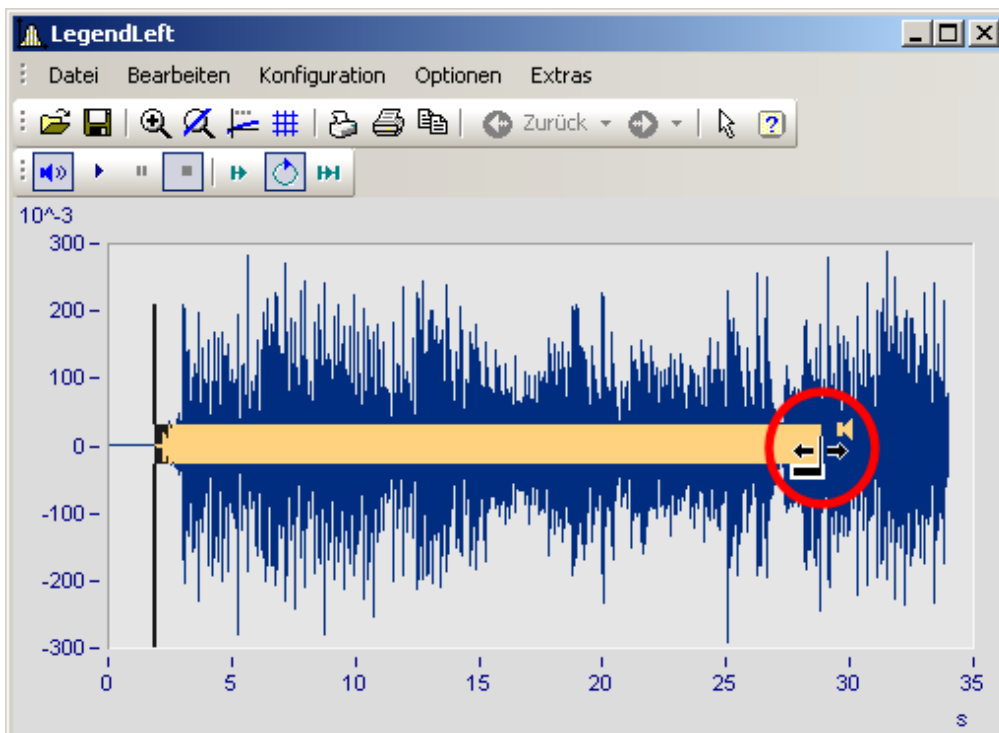 LegendLeft
Datei Bearbeiten Konfiguration Optionen Extras
Zurück
10^-3
300
200
100
0
-100
-200
-300
0 5 10 15 20 25 30 35
s